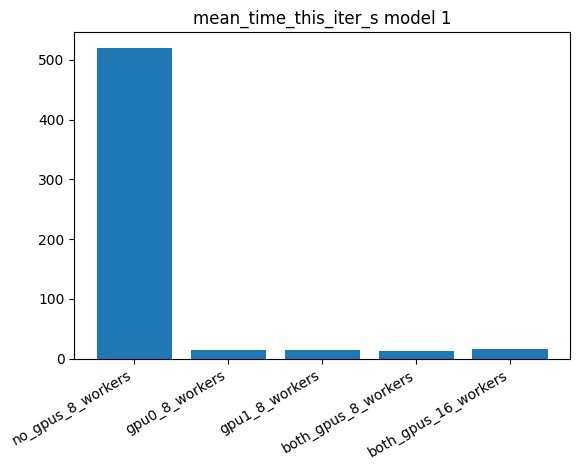 mean_time_this_iter_s model 1
500
400
300
200
100
0
no_gpus_8_workers
gpu0_8_workers
gpu1_8_workers
both_gpus_8_workers
both_gpus_16_workers